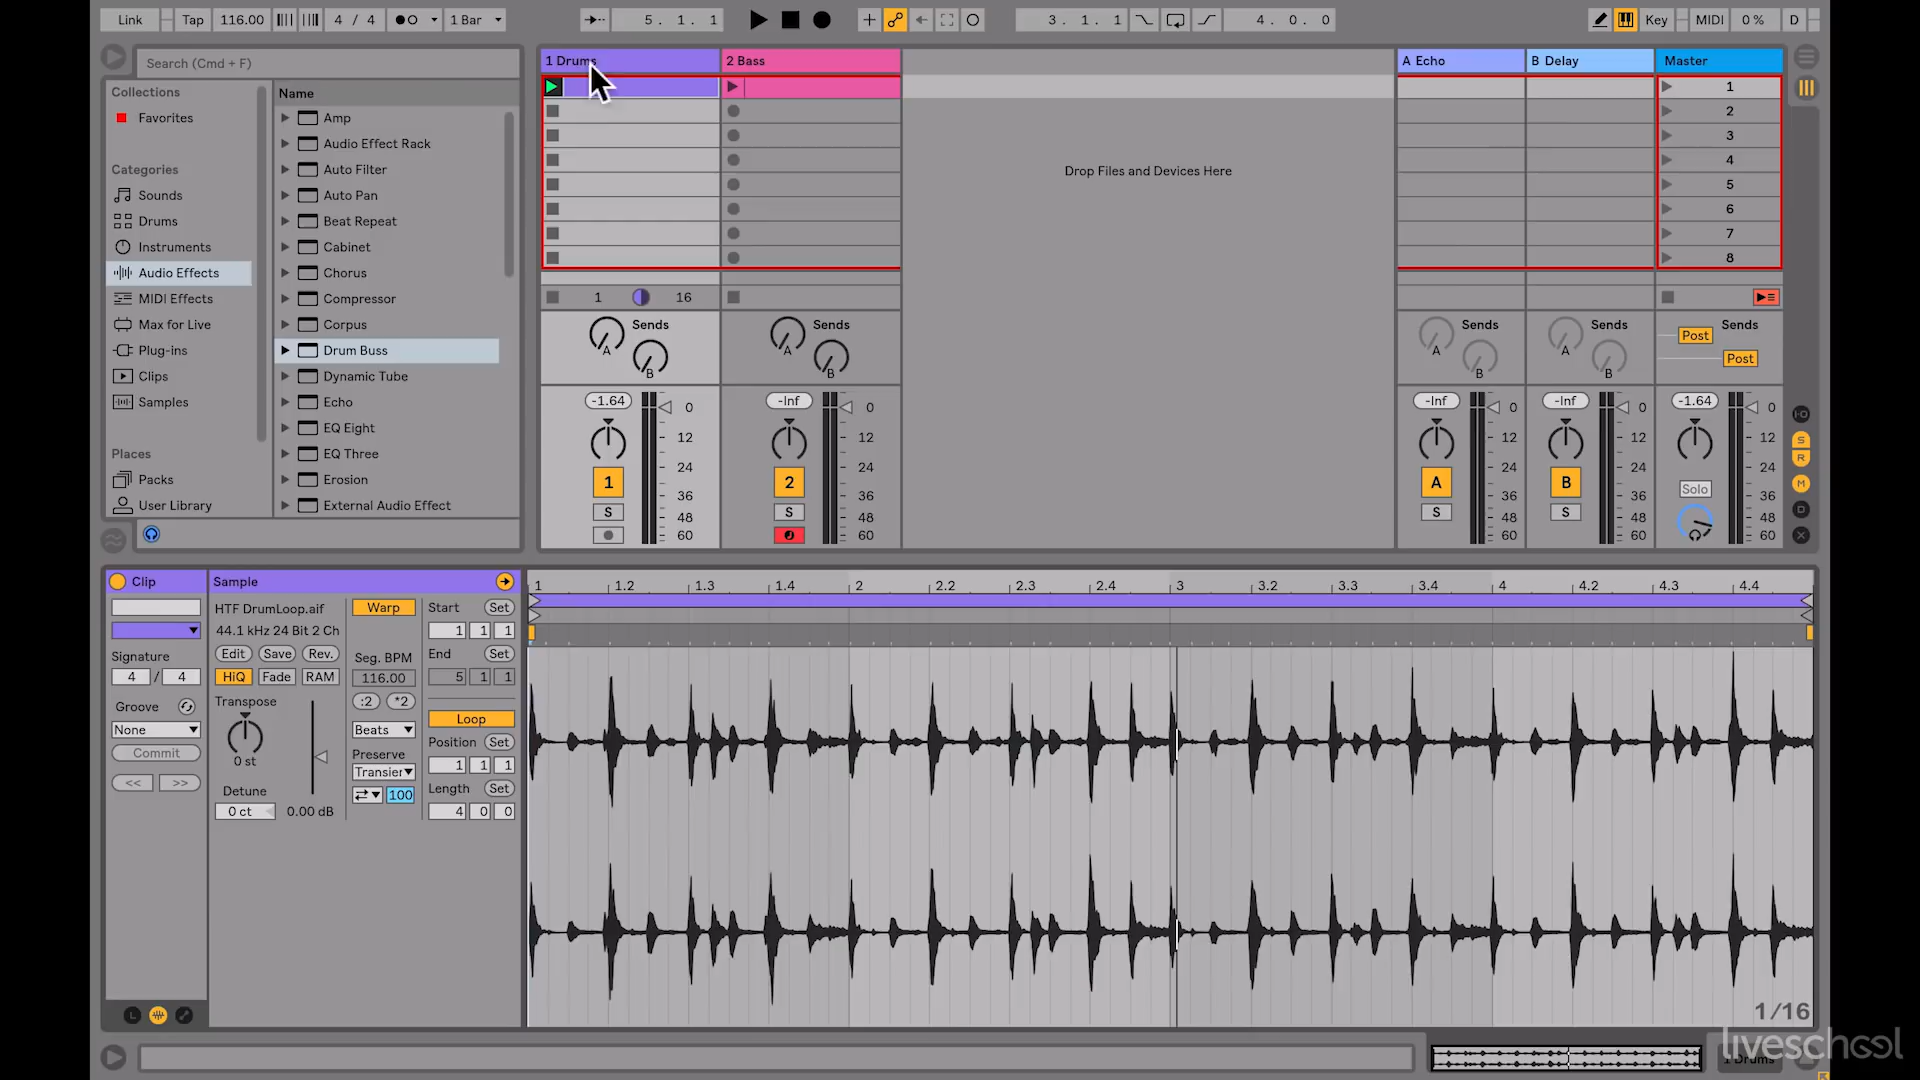 Link Tap 116.00 4 / 4 1 Bar 5. 1. 1 3. 1. 1 4. 0. 0 Key MIDI 0 % D
Search (Cmd + F)
Collections
Favorites
Categories
Sounds
Drums
Instruments
Audio Effects
MIDI Effects
Max for Live
Plug-ins
Clips
Samples
Places
Packs
User Library
Name
Amp
Audio Effect Rack
Auto Filter
Auto Pan
Beat Repeat
Cabinet
Chorus
Compressor
Corpus
Drum Buss
Dynamic Tube
Echo
EQ Eight
EQ Three
Erosion
External Audio Effect
1 Drums 2 Bass A Echo B Delay Master
1
2
3
4
5
6
7
8
Drop Files and Devices Here
1 16
Sends Sends Sends Sends Sends
A A A A Post
B B B B Post
-1.64 -Inf -Inf -Inf -1.64
0 0 0 0 0
12 12 12 12 12
24 24 24 24 24
1 2 A B Solo
36 36 36 36 36
S S S S
48 48 48 48 48
60 60 60 60 60
I-O
S
R
M
D
X
Clip
Signature
4 / 4
Groove
None
Commit
<< >>
L
Sample
HTF DrumLoop.aif
44.1 kHz 24 Bit 2 Ch
Edit Save Rev.
HiQ Fade RAM
Transpose
0 st
Detune
0 ct 0.00 dB
Warp
Seg. BPM
116.00
:2 *2
Beats
Preserve
Transier
100
Start Set
1 1 1
End Set
5 1 1
Loop
Position Set
1 1 1
Length Set
4 0 0
1 1.2 1.3 1.4 2 2.2 2.3 2.4 3 3.2 3.3 3.4 4 4.2 4.3 4.4
1/16
liveschool
1 Drums